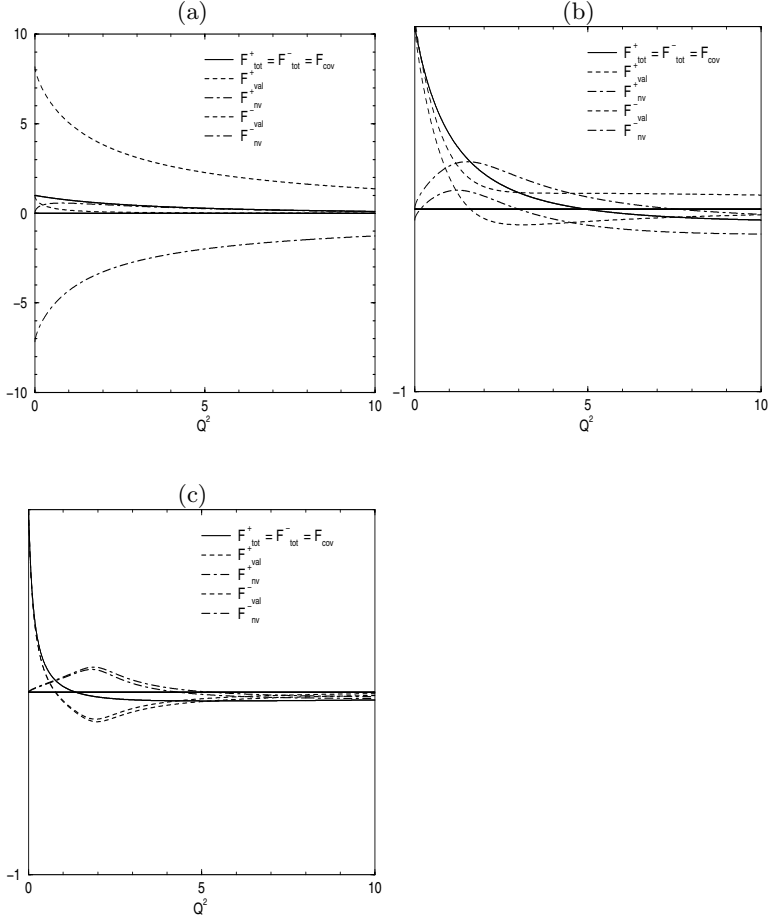 (a)
F⁺tot = F⁻tot = Fcov
F⁺val
F⁺nv
F⁻val
F⁻nv
10
5
0
−5
−10
0 5 10
Q²
(b)
F⁺tot = F⁻tot = Fcov
F⁺val
F⁺nv
F⁻val
F⁻nv
−1
0 5 10
Q²
(c)
F⁺tot = F⁻tot = Fcov
F⁺val
F⁺nv
F⁻val
F⁻nv
−1
0 5 10
Q²